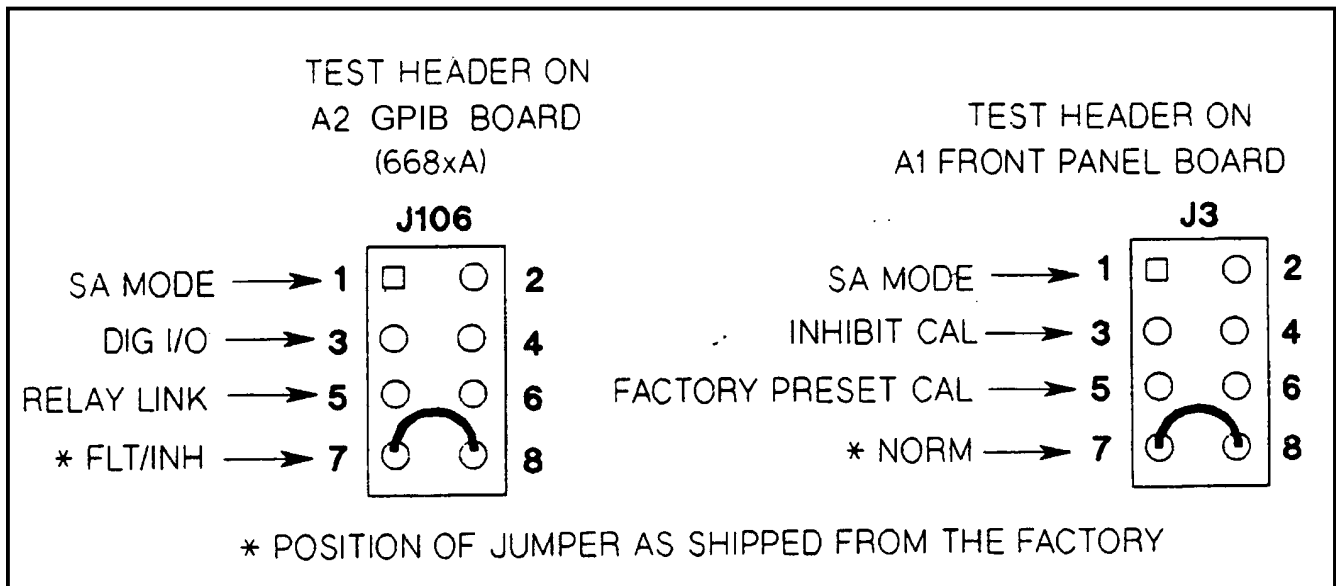 TEST HEADER ON
A2 GPIB BOARD
(668xA)
J106
SA MODE 1 2
DIG I/O 3 4
RELAY LINK 5 6
* FLT/INH 7 8
TEST HEADER ON
A1 FRONT PANEL BOARD
J3
SA MODE 1 2
INHIBIT CAL 3 4
FACTORY PRESET CAL 5 6
* NORM 7 8
* POSITION OF JUMPER AS SHIPPED FROM THE FACTORY